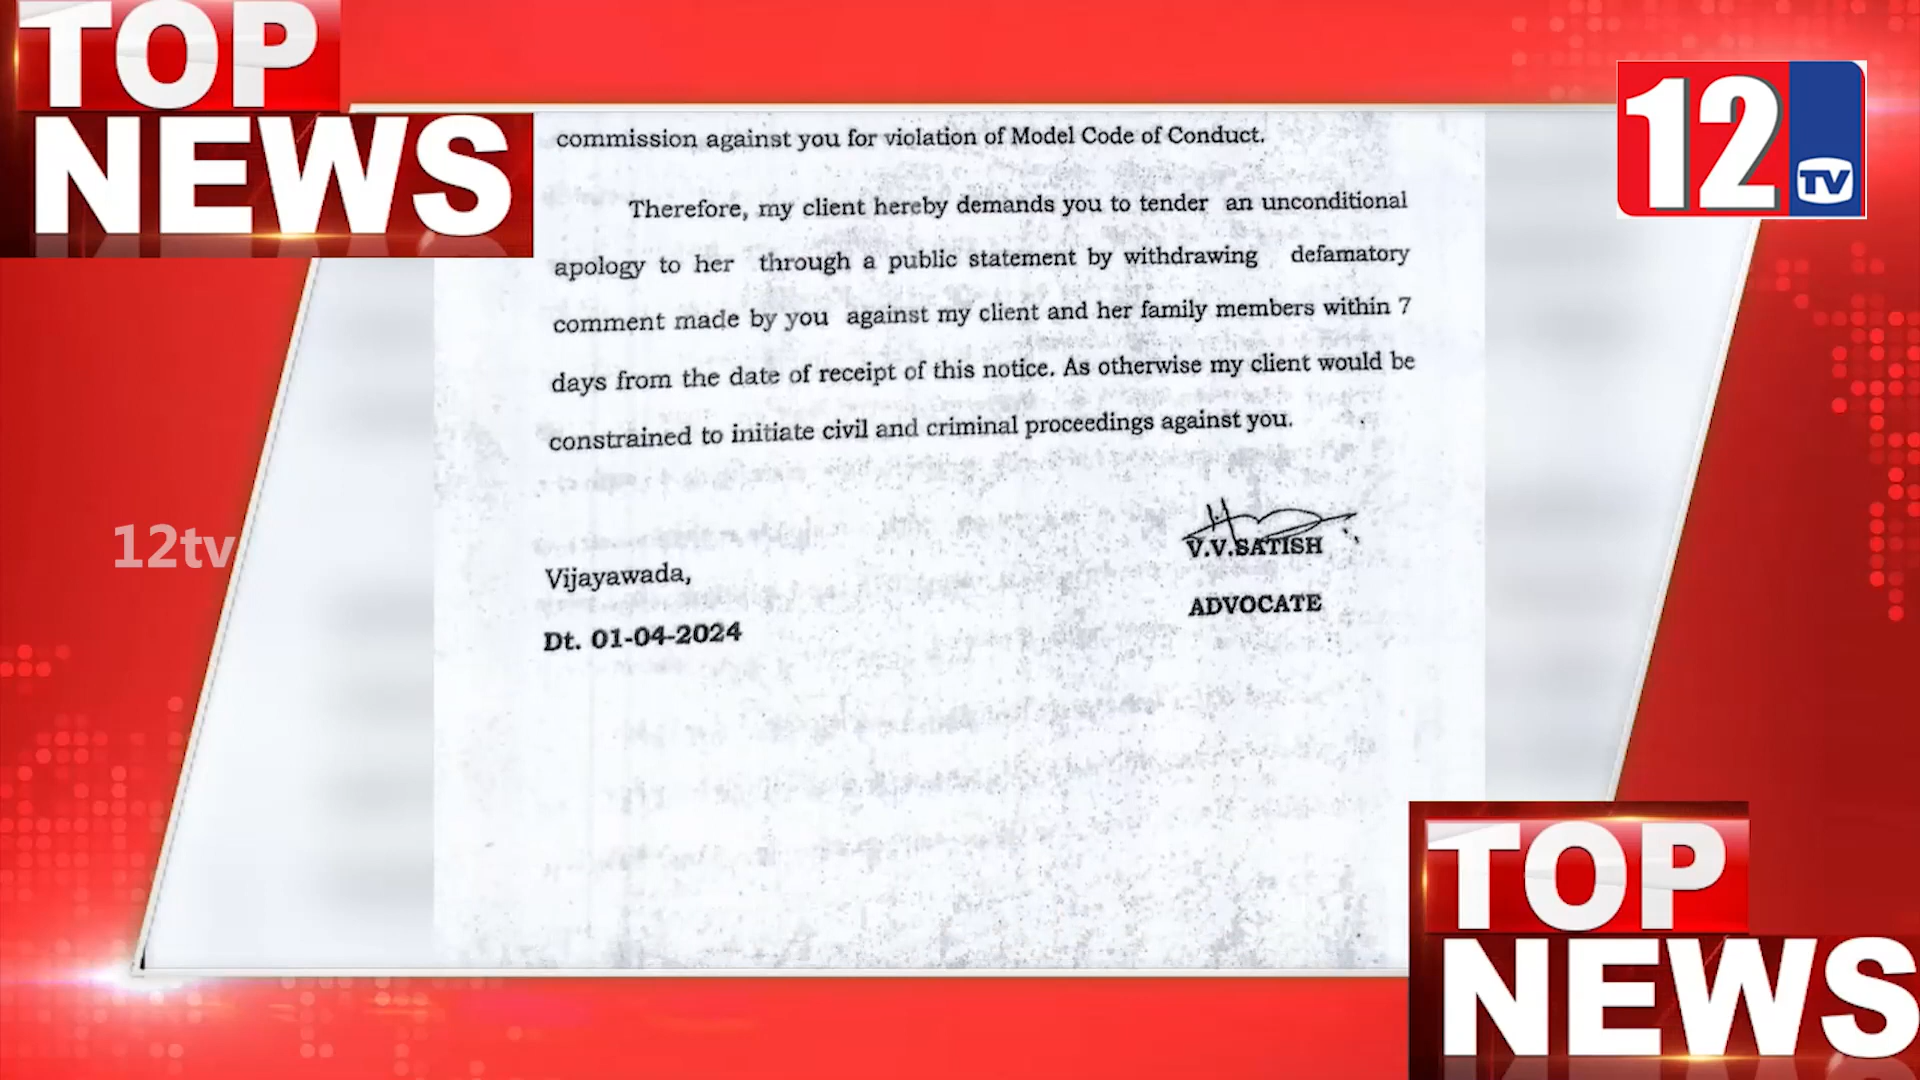 TOP
NEWS
12
TV
commission against you for violation of Model Code of Conduct.
Therefore, my client hereby demands you to tender an unconditional
apology to her through a public statement by withdrawing defamatory
comment made by you against my client and her family members within 7
days from the date of receipt of this notice. As otherwise my client would be
constrained to initiate civil and criminal proceedings against you.
12tv
V.V.SATISH
Vijayawada,
ADVOCATE
Dt. 01-04-2024
TOP
NEWS